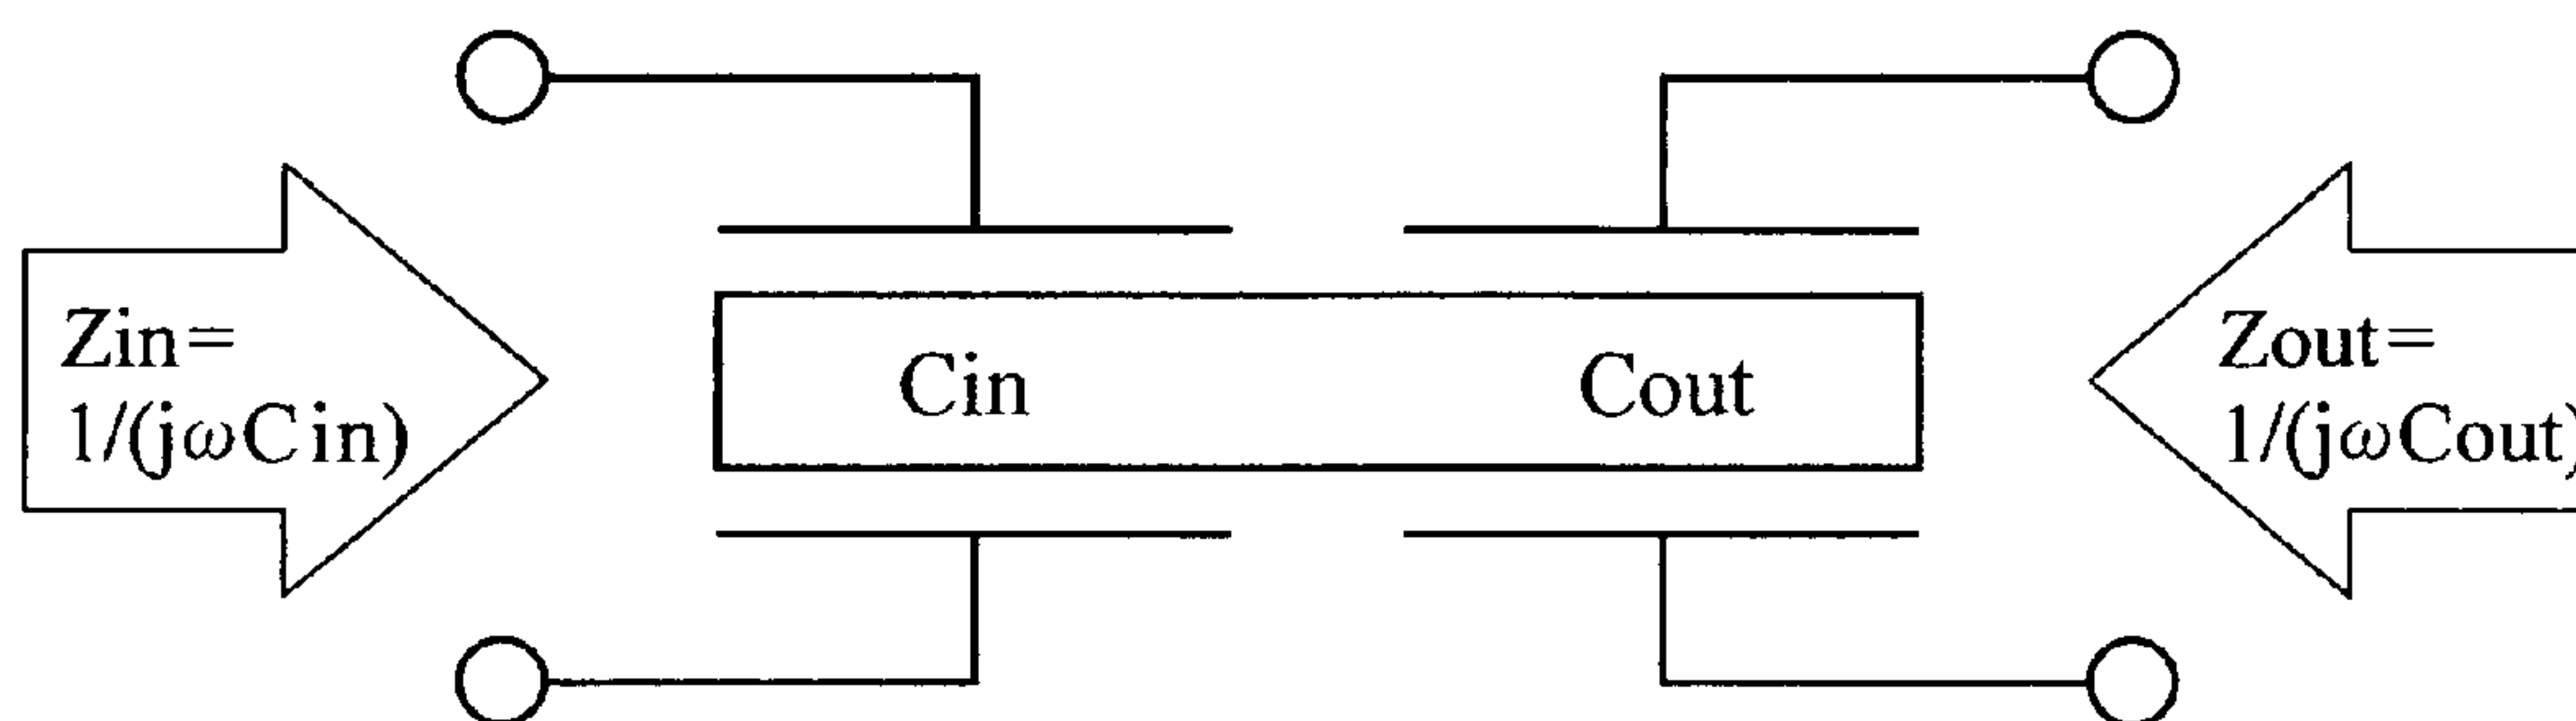 Zin=
1/(jωCin)
Cin
Cout
Zout=
1/(jωCout)